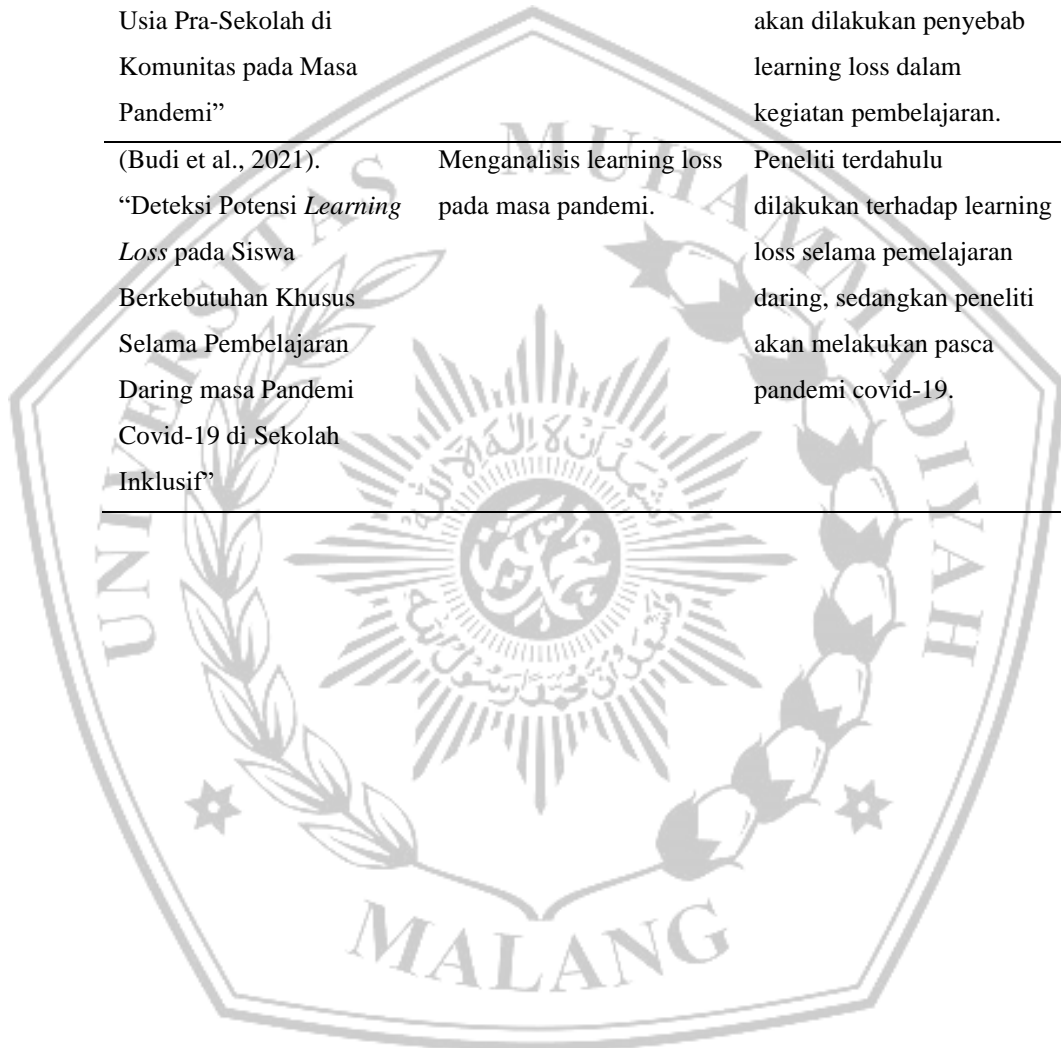 Usia Pra-Sekolah di
Komunitas pada Masa
Pandemi”
akan dilakukan penyebab
learning loss dalam
kegiatan pembelajaran.
(Budi et al., 2021).
“Deteksi Potensi Learning
Loss pada Siswa
Berkebutuhan Khusus
Selama Pembelajaran
Daring masa Pandemi
Covid-19 di Sekolah
Inklusif”
Menganalisis learning loss
pada masa pandemi.
Peneliti terdahulu
dilakukan terhadap learning
loss selama pemelajaran
daring, sedangkan peneliti
akan melakukan pasca
pandemi covid-19.
UNIVERSITAS MUHAMMADIYAH
MALANG